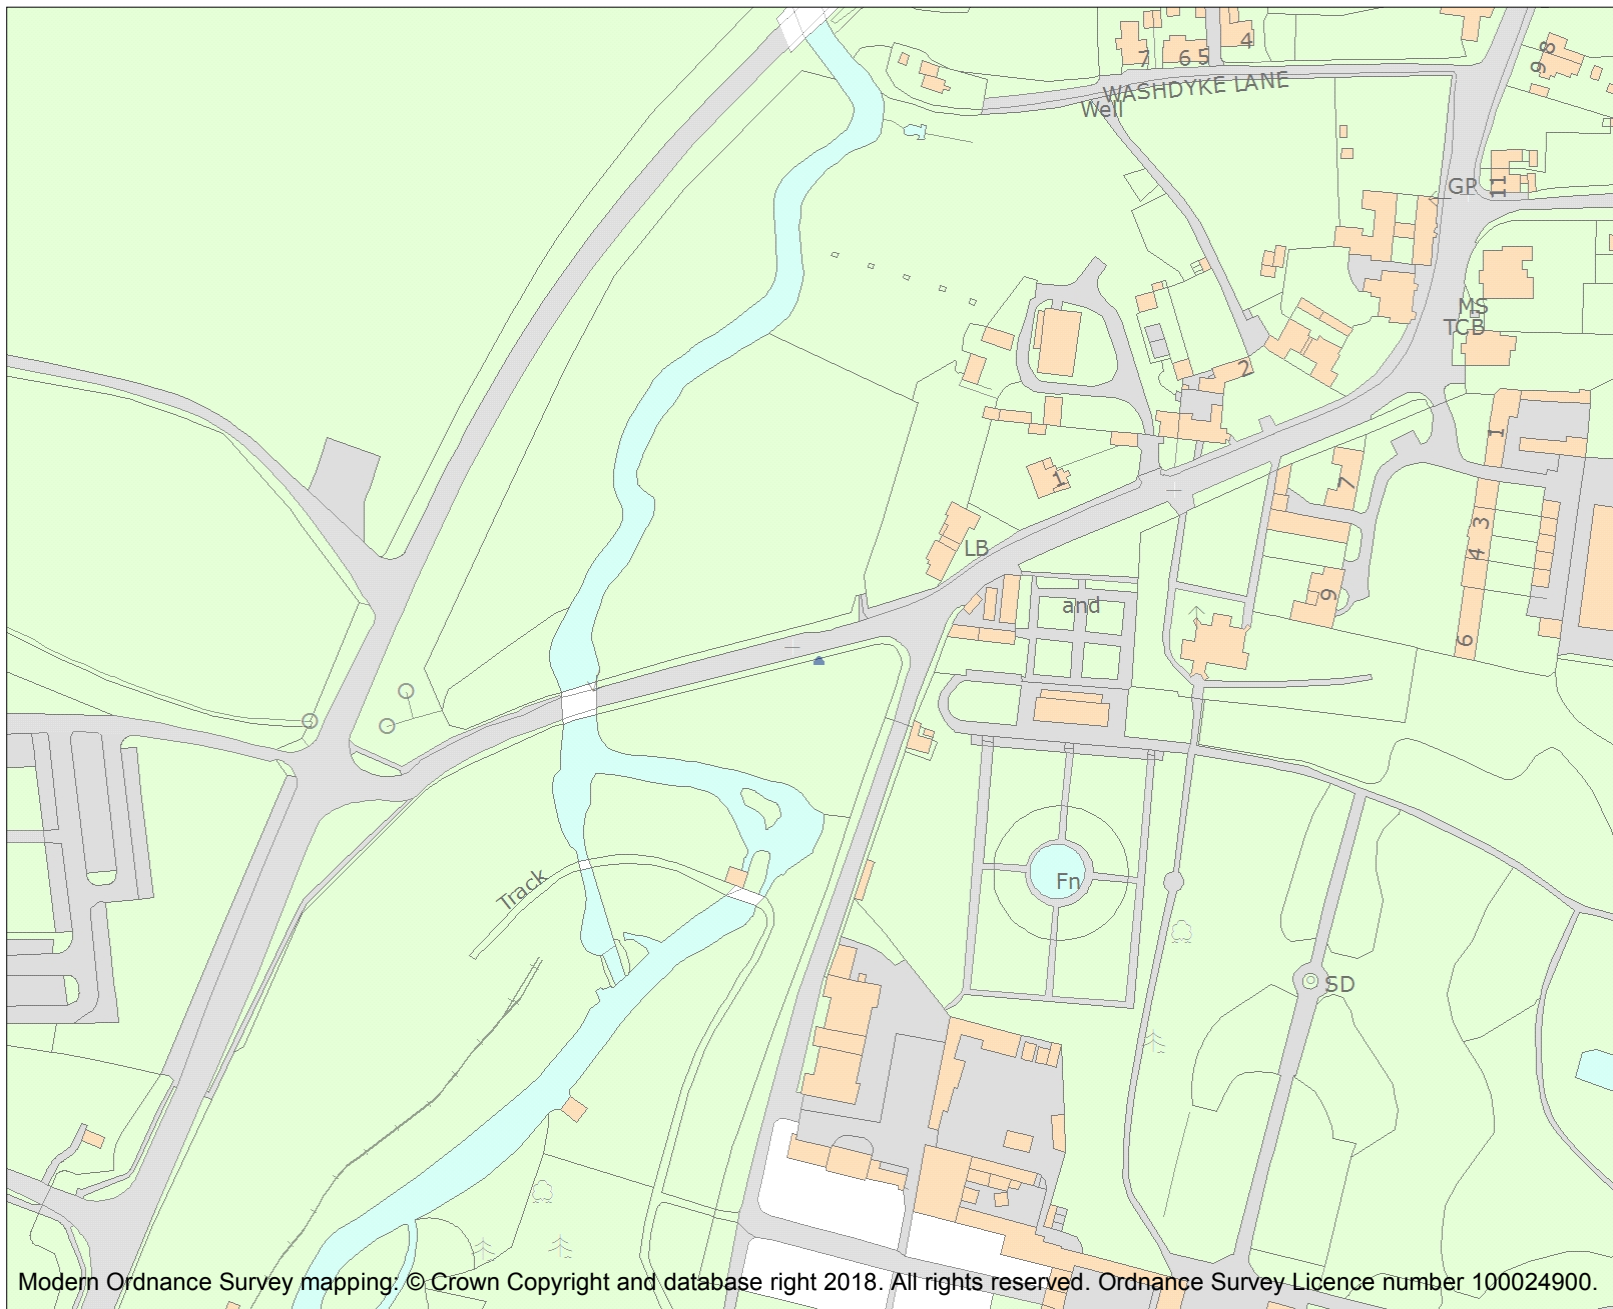 4
7
6 5
9 8
WASHDYKE LANE
Well
GP
11
MS
TCB
2
1
1
7
3
LB
4
and
9
6
Track
Fn
SD
Modern Ordnance Survey mapping: © Crown Copyright and database right 2018. All rights reserved. Ordnance Survey Licence number 100024900.